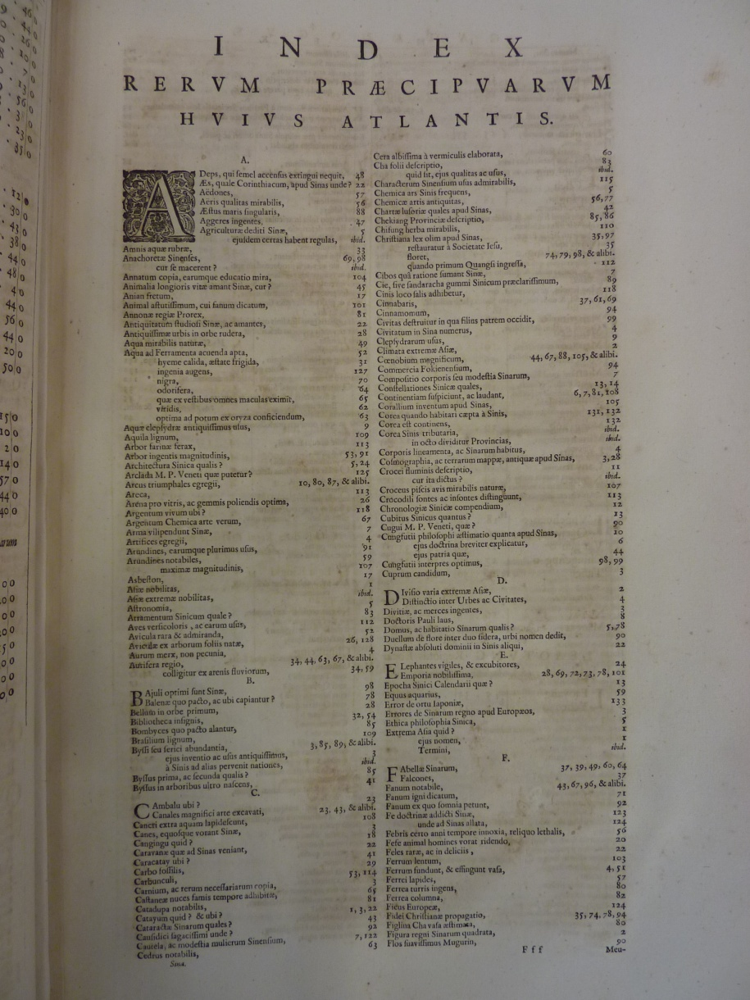 INDEX
RERVM PRÆCIPVARVM
HVIVS ATLANTIS.
A.
ADeps, qui ſemel accenſus extingui nequit, 48
Æs, quale Corinthiacum, apud Sinas unde? 22
Aëdones, 57
Aëris qualitas mirabilis, 56
Æſtus maris ſingularis, 88
Aggeres ingentes, 47
Agriculturæ dediti Sinæ, 5
ejuſdem certas habent regulas, ibid.
Amnis aquæ rubræ, 33
Anachoretæ Sinenſes, 69, 98
cur ſe macerent? ibid.
Annatum copia, earumque educatio mira, 104
Animalia longioris vitæ amant Sinæ, cur? 45
Anian fretum, 17
Animal aſtutiſſimum, cui fanum dicatum, 101
Annonæ regiæ Prorex, 81
Antiquitatum ſtudioſi Sinæ, ac amantes, 22
Antiquiſſimæ urbis in orbe rudera, 28
Aqua mirabilis naturæ, 49
Aqua ad Ferramenta acuenda apta, 52
hyeme calida, æſtate frigida, 31
ingenia augens, 127
nigra, 70
odorifera, 64
quæ ex veſtibus omnes maculas eximit, 65
viridis, 62
optima ad potum ex oryza conficiendum, 63
Aquæ clepſydræ antiquiſſimus uſus, 9
Aquila lignum, 109
Arbor farinæ ferax, 113
Arbor ingentis magnitudinis, 53, 91
Architectura Sinica qualis? 5, 24
Arclada M. P. Veneti quæ putetur? 125
Arcus triumphales egregii, 10, 80, 87, & alibi.
Areca, 113
Arena pro vitris, ac gemmis poliendis optima, 26
Argentum vivum ubi? 118
Argentum Chemica arte verum, 67
Arma vilipendunt Sinæ, 7
Artifices egregii, 4
Arundines, earumque plurimus uſus, 91
Arundines notabiles, 59
maximæ magnitudinis, 107
Asbeſton, 17
Aſiæ nobilitas, 1
Aſiæ extremæ nobilitas, ibid.
Aſtronomia, 5
Atramentum Sinicum quale? 83
Aves verſicolores, ac earum uſus, 112
Avicula rara & admiranda, 52
Aviculæ ex arborum foliis natæ, 26, 128
Aurum merx, non pecunia, 4
Aurifera regio, 34, 44, 63, 67, & alibi.
colligitur ex arenis fluviorum, 34, 59
B.
BAjuli optimi ſunt Sinæ, 98
Balenæ quo pacto, ac ubi capiantur? 78
Bellum in orbe primum, 28
Bibliotheca inſignis, 32, 54
Bombyces quo pacto alantur, 85
Braſilium lignum, 109
Byſſi ſeu ſerici abundantia, 3, 85, 89, & alibi.
ejus inventio ac uſus antiquiſſimus, 3
à Sinis ad alias pervenit nationes, ibid.
Byſſus prima, ac ſecunda qualis? 85
Byſſus in arboribus ultro naſcens, 41
C.
CAmbalu ubi? 23
Canales magnifici arte excavati, 23, 43, & alibi.
Cancri extra aquam lapideſcunt, 108
Canes, equoſque vorant Sinæ, 3
Cangingu quid? 18
Caravanæ quæ ad Sinas veniant, 22
Caracatay ubi? 41
Carbo foſſilis, 29
Carbunculi, 53, 114
Carnium, ac rerum neceſſariarum copia, 3
Caſtaneæ nuces famis tempore adhibitæ, 65
Catadupa notabilis, 81
Catayum quid? & ubi? 1, 3, 22
Cataractæ Sinarum quales? 43
Cauſidici ſagaciſſimi unde? 92
Cautela, ac modeſtia mulierum Sinenſium, 7, 122
Cedrus notabilis, 63
Sina.
Cera albiſſima à vermiculis elaborata, 60
Cha folii deſcriptio, 83
quid ſit, ejus qualitas ac uſus, ibid.
Characterum Sinenſium uſus admirabilis, 115
Chemica ars Sinis frequens, 5
Chemicæ artis antiquitas, 56, 77
Chartæ luſoriæ quales apud Sinas, 42
Chekiang Provinciæ deſcriptio, 85, 86
Chifung herba mirabilis, 110
Chriſtiana lex olim apud Sinas, 35, 97
reſtauratur à Societate Ieſu, 35
floret, 74, 79, 98, & alibi.
quando primum Quangſi ingreſſa, 112
Cibos quâ ratione ſumant Sinæ, 7
Cie, ſive ſandaracha gummi Sinicum præclariſſimum, 89
Cinis loco ſalis adhibetur, 118
Cinnabaris, 37, 61, 69
Cinnamomum, 94
Civitas deſtruitur in qua filius patrem occidit, 99
Civitatum in Sina numerus, 4
Clepſydrarum uſus, 9
Climata extremæ Aſiæ, 2
Cœnobium magnificum, 44, 67, 88, 105, & alibi.
Commercia Fokienenſium, 94
Compoſitio corporis ſeu modeſtia Sinarum, 7
Conſtellationes Sinicæ quales, 13, 14
Continentiam ſuſpiciunt, ac laudant, 6, 7, 81, 108
Corallium inventum apud Sinas, 105
Corea quando habitari cæpta à Sinis, 131, 132
Corea eſt continens, 132
Corea Sinis tributaria, ibid.
in octo dividitur Provincias, ibid.
Corporis lineamenta, ac Sinarum habitus, 4
Coſmographia, ac terrarum mappæ, antiquæ apud Sinas, 3, 28
Crocei fluminis deſcriptio, 11
cur ita dictus? ibid.
Croceus piſcis avis mirabilis naturæ, 107
Crocodili ſontes ac inſontes diſtinguunt, 113
Chronologiæ Sinicæ compendium, 12
Cubitus Sinicus quantus? 13
Cugui M. P. Veneti, quæ? 90
Cungfutii philoſophi æſtimatio quanta apud Sinas, 10
ejus doctrina breviter explicatur, 6
ejus patria quæ, 44
Cungfutii interpres optimus, 98, 99
Cuprum candidum, 3
D.
DIviſio varia extremæ Aſiæ, 2
Diſtinctio inter Urbes ac Civitates, 4
Divitiæ, ac merces ingentes, 3
Doctoris Pauli laus, 8
Domus, ac habitatio Sinarum qualis? 5, 78
Duellum de flore inter duo ſidera, urbi nomen dedit, 90
Dynaſtæ abſoluti dominii in Sinis aliqui, 22
E.
ELephantes vigiles, & excubitores, 24
Emporia nobiliſſima, 28, 69, 72, 73, 78, 101
Epocha Sinici Calendarii quæ? 13
Equus aquarius, 59
Error de ortu Iaponiæ, 133
Errores de Sinarum regno apud Europæos, 3
Ethica philoſophia Sinica, 5
Extrema Aſia quid? 1
ejus nomen, 1
Termini, ibid.
F.
FAbellæ Sinarum, 37, 39, 49, 60, 64
Falcones, 37
Fanum notabile, 43, 67, 96, & alibi.
Fanum igni dicatum, 71
Fanum ex quo ſomnia petunt, 92
Fe doctrinæ addicti Sinæ, 123
unde ad Sinas allata, 124
Febris certo anni tempore innoxia, reliquo lethalis, 56
Feſe animal homines vorat ridendo, 20
Feles raræ, ac in deliciis, 22
Ferrum lentum, 103
Ferrum fundunt, & effingunt vaſa, 4, 51
Ferrei lapides, 57
Ferrea turris ingens, 80
Ferrea columna, 82
Ficus Europeæ, 124
Fidei Chriſtianæ propagatio, 35, 74, 78, 94
Figlina Cha vaſa æſtimata, 80
Figura regni Sinarum quadrata, 2
Flos ſuaviſſimus Mugurin, 90
Fff Meu-